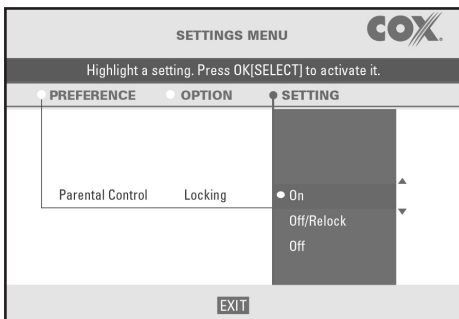 SETTINGS MENU
COX.
Highlight a setting. Press OK[SELECT] to activate it.
PREFERENCE OPTION SETTING
Parental Control Locking On
Off/Relock
Off
EXIT